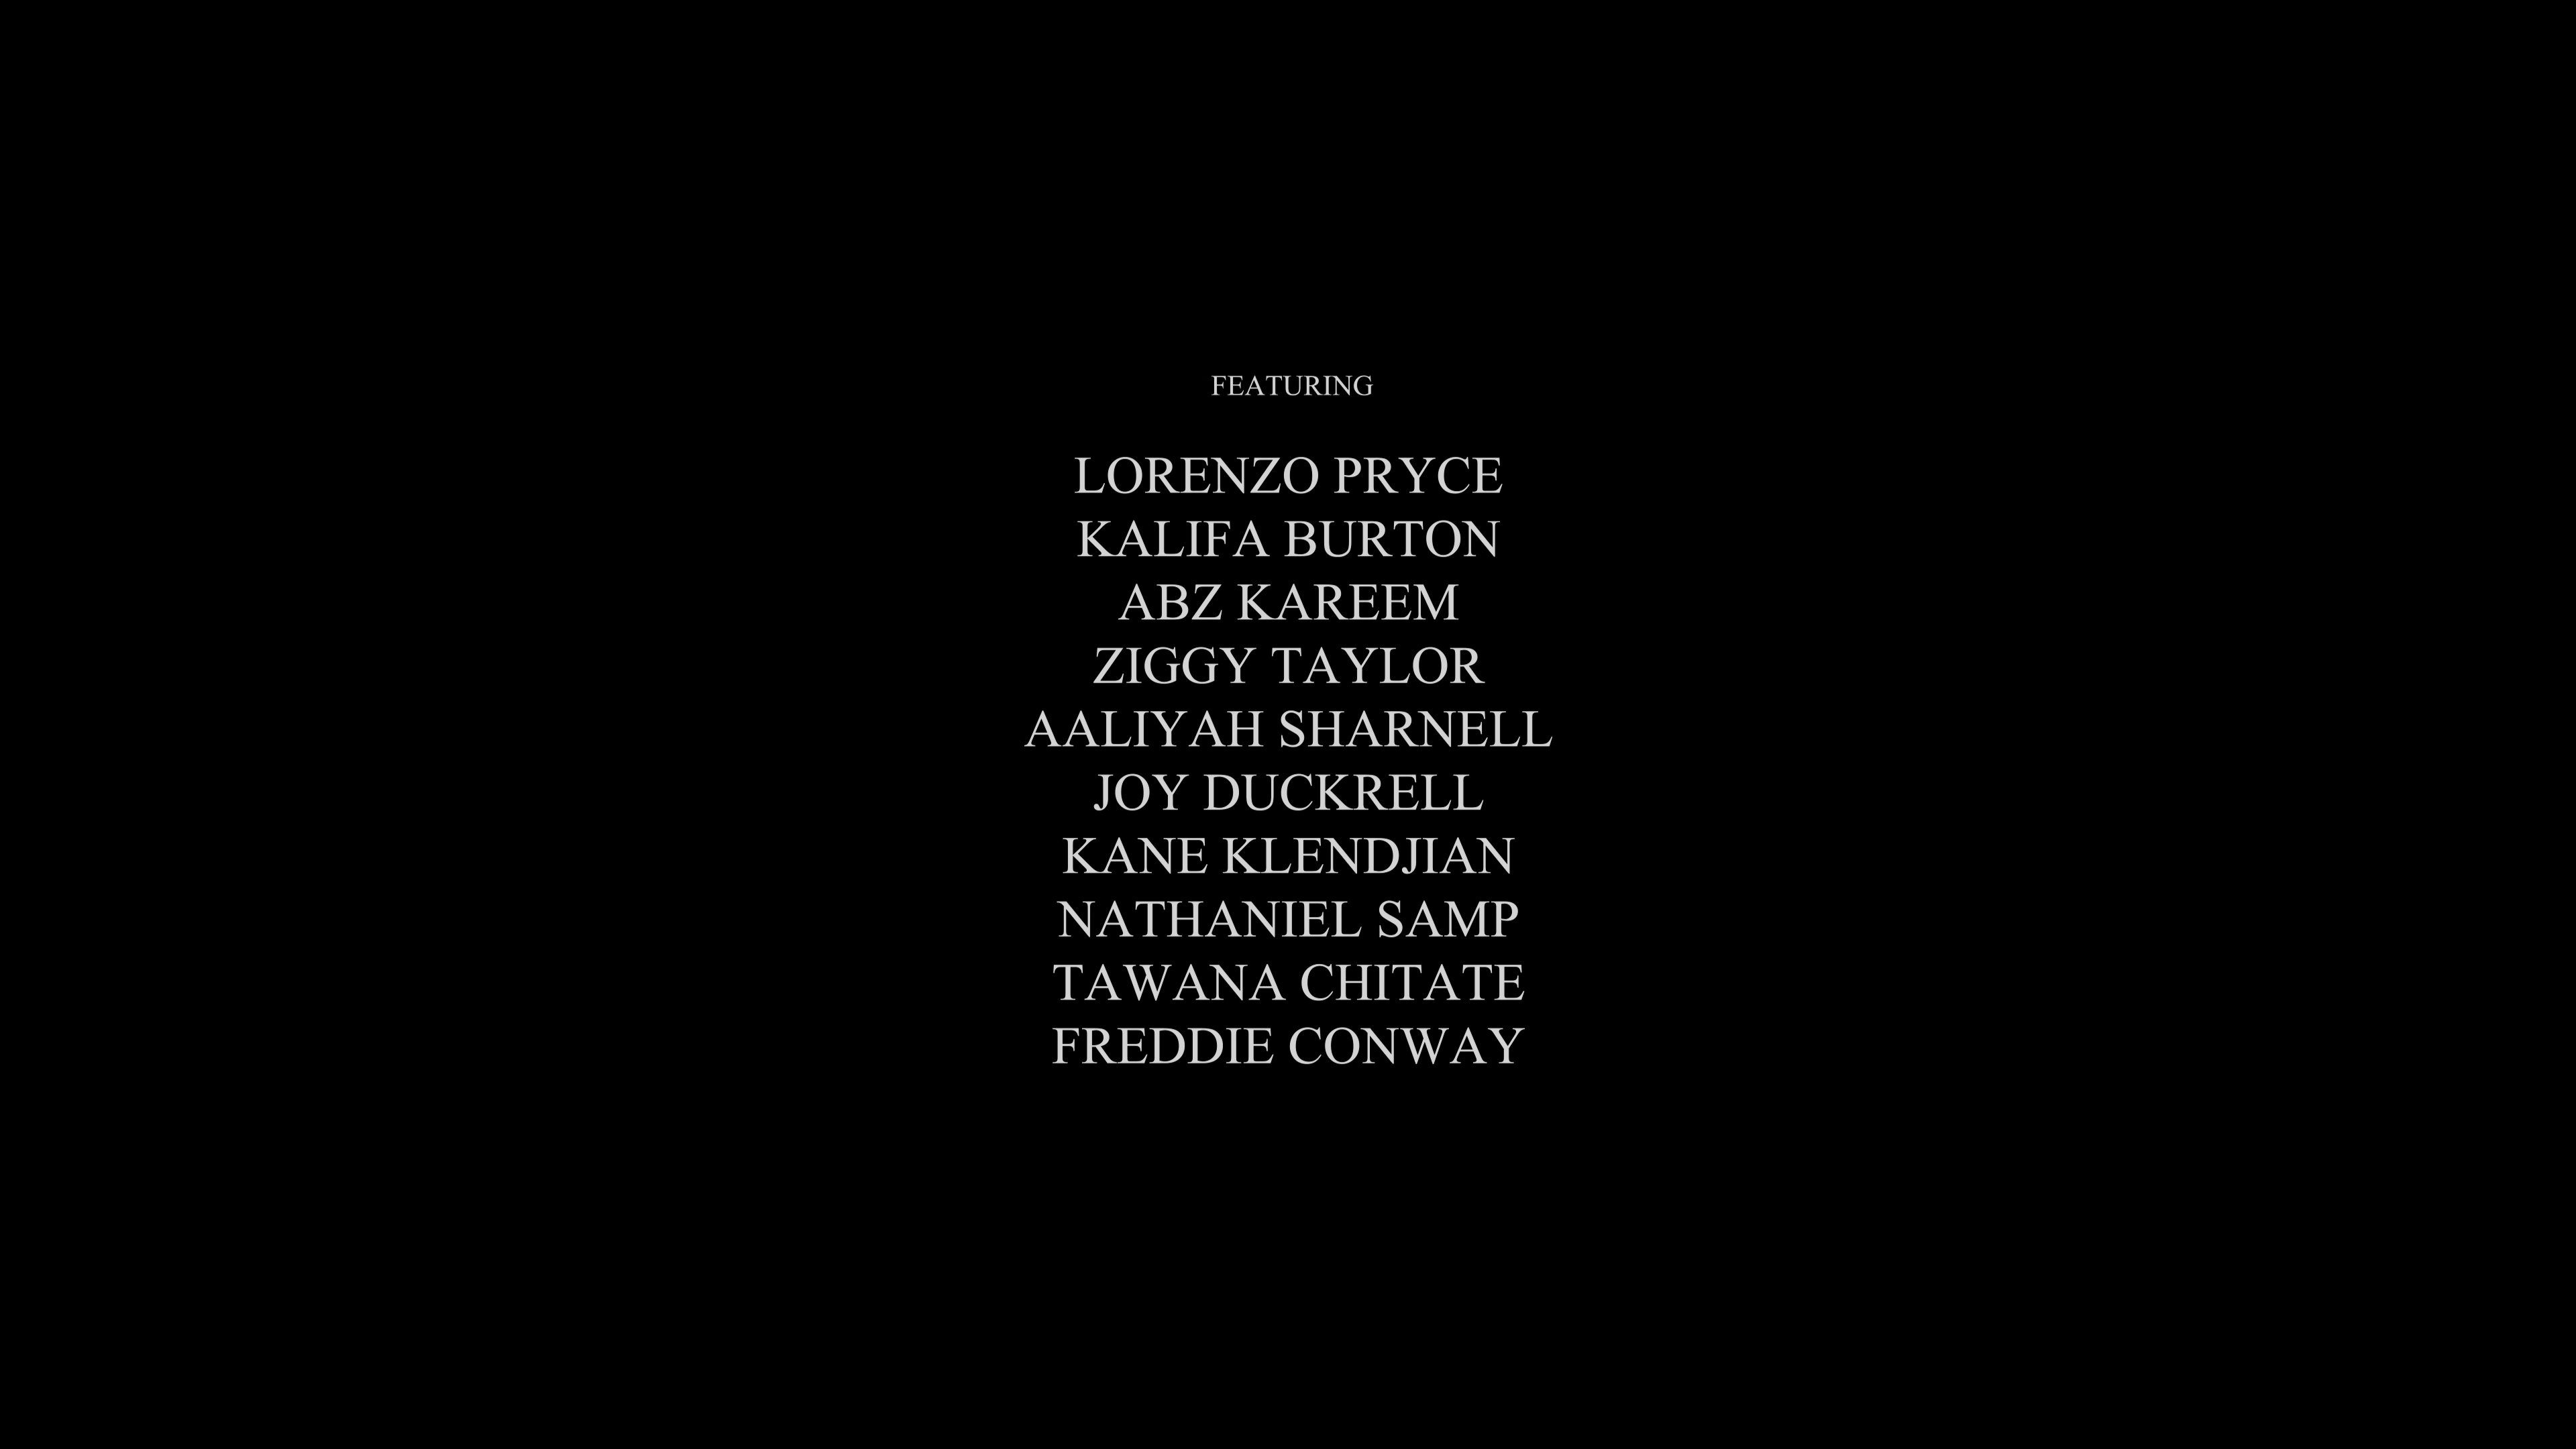 FEATURING
LORENZO PRYCE
KALIFA BURTON
ABZ KAREEM
ZIGGY TAYLOR
AALIYAH SHARNELL
JOY DUCKRELL
KANE KLENDJIAN
NATHANIEL SAMP
TAWANA CHITATE
FREDDIE CONWAY